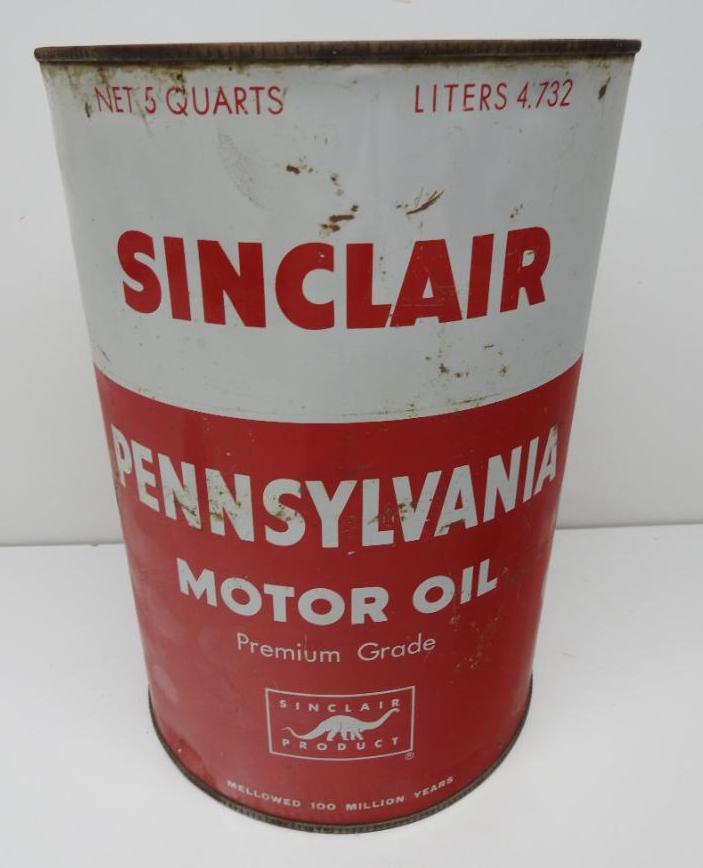 NET 5 QUARTS LITERS 4.732
SINCLAIR
PENNSYLVANIA
MOTOR OIL
Premium Grade
SINCLAIR
PRODUCT
®
MELLOWED 100 MILLION YEARS